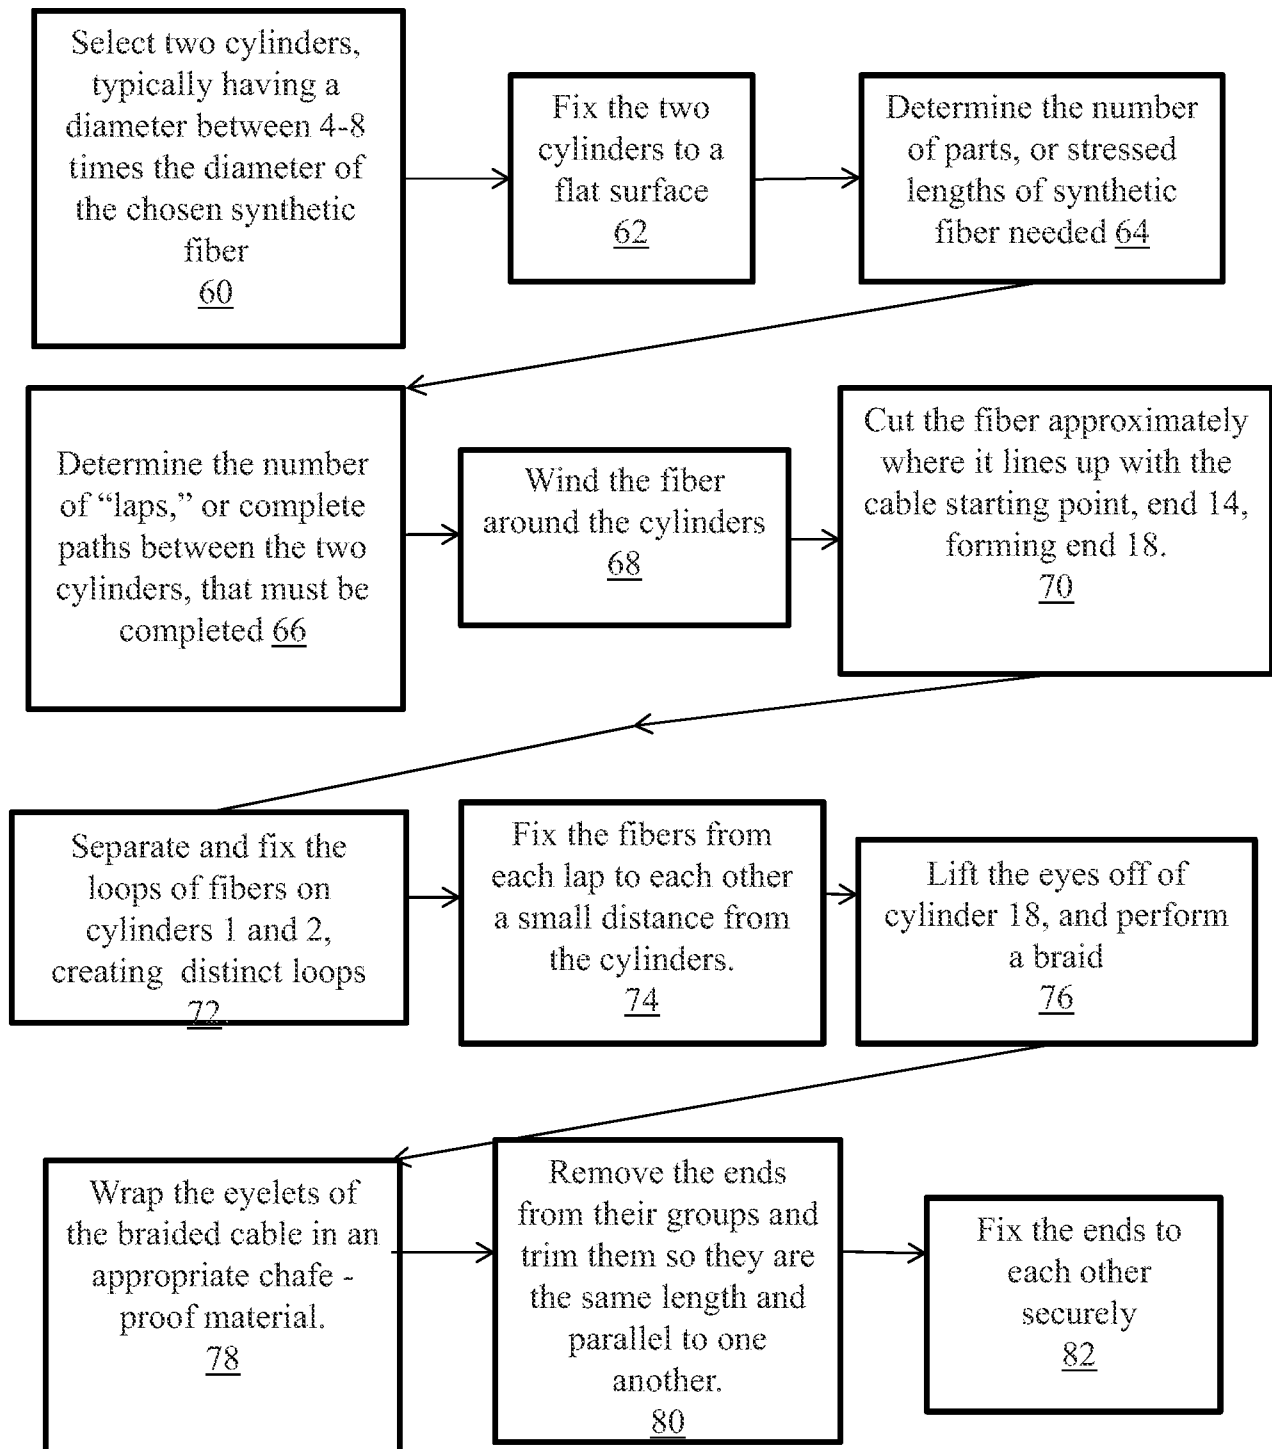 Select two cylinders,
typically having a
diameter between 4-8
times the diameter of
the chosen synthetic
fiber
60
Fix the two
cylinders to a
flat surface
62
Determine the number
of parts, or stressed
lengths of synthetic
fiber needed 64
Determine the number
of “laps,” or complete
paths between the two
cylinders, that must be
completed 66
Wind the fiber
around the cylinders
68
Cut the fiber approximately
where it lines up with the
cable starting point, end 14,
forming end 18.
70
Separate and fix the
loops of fibers on
cylinders 1 and 2,
creating distinct loops
72
Fix the fibers from
each lap to each other
a small distance from
the cylinders.
74
Lift the eyes off of
cylinder 18, and perform
a braid
76
Wrap the eyelets of
the braided cable in an
appropriate chafe -
proof material.
78
Remove the ends
from their groups and
trim them so they are
the same length and
parallel to one
another.
80
Fix the ends to
each other
securely
82